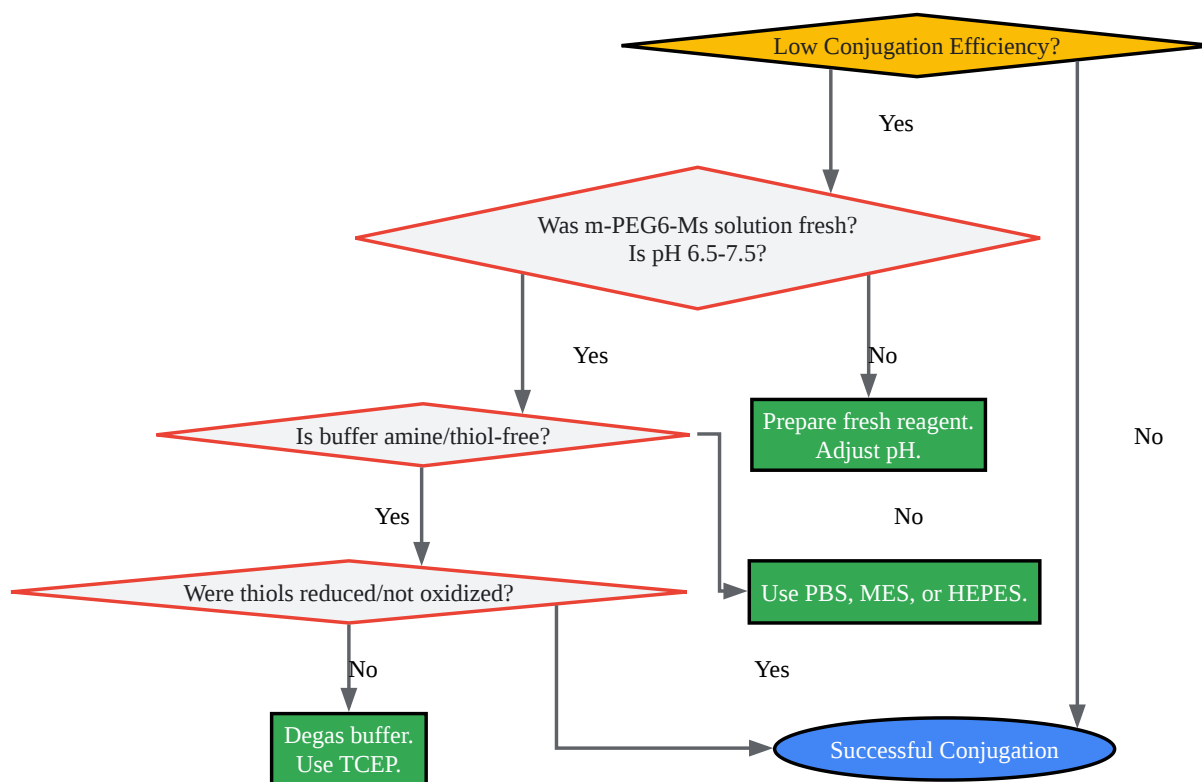 Low Conjugation Efficiency?
Yes
Was m-PEG6-Ms solution fresh?
Is pH 6.5-7.5?
Yes
No
Prepare fresh reagent.
Adjust pH.
Is buffer amine/thiol-free?
No
Yes
No
Use PBS, MES, or HEPES.
Were thiols reduced/not oxidized?
No
Yes
Degas buffer.
Use TCEP.
Successful Conjugation